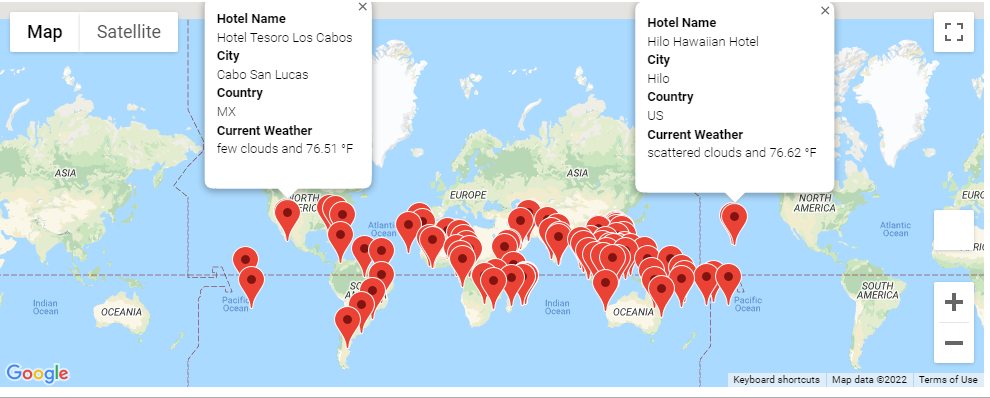 Map
Satellite
Hotel Name
Hotel Tesoro Los Cabos
City
Cabo San Lucas
Country
MX
Current Weather
few clouds and 76.51 °F
Hotel Name
Hilo Hawaiian Hotel
City
Hilo
Country
US
Current Weather
scattered clouds and 76.62 °F
ASIA
NORTH
AMERICA
EUROPE
ASIA
NORTH
AMERICA
Atlantic
Ocean
Atlantic
Ocean
Indian
Ocean
OCEANIA
Pacific
Ocean
Indian
Ocean
OCEANIA
Pacific
Ocean
SOUTH
AMERICA
AMERICA
Google
Keyboard shortcuts
Map data ©2022
Terms of Use